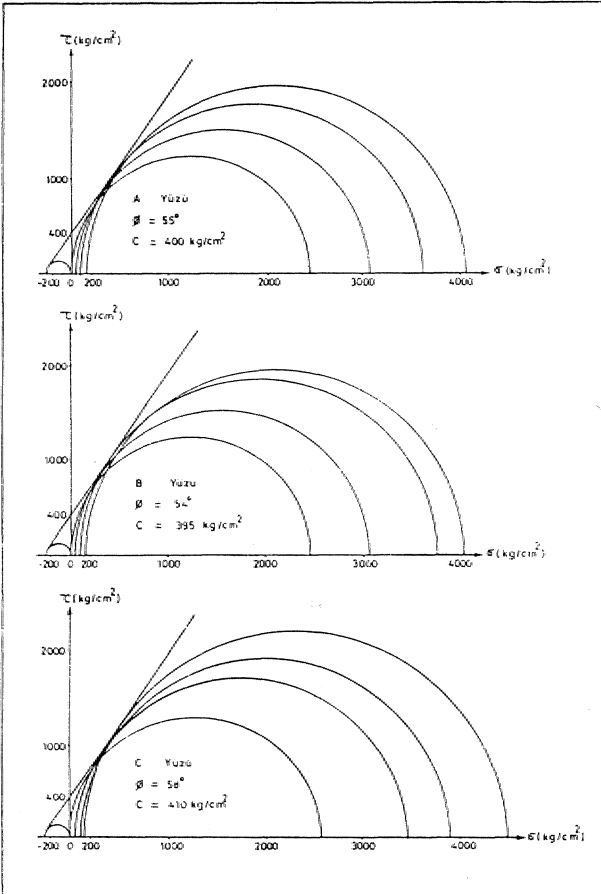 τ(kg/cm²)
2000
1000
400
A Yüzü
Ø = 55°
C = 400 kg/cm²
-200 0 200 1000 2000 3000 4000 σ(kg/cm²)
τ(kg/cm²)
2000
1000
400
B Yüzü
Ø = 54°
C = 395 kg/cm²
-200 0 200 1000 2000 3000 4000 σ(kg/cm²)
τ(kg/cm²)
2000
1000
400
C Yüzü
Ø = 56°
C = 410 kg/cm²
-200 0 200 1000 2000 3000 4000 σ(kg/cm²)